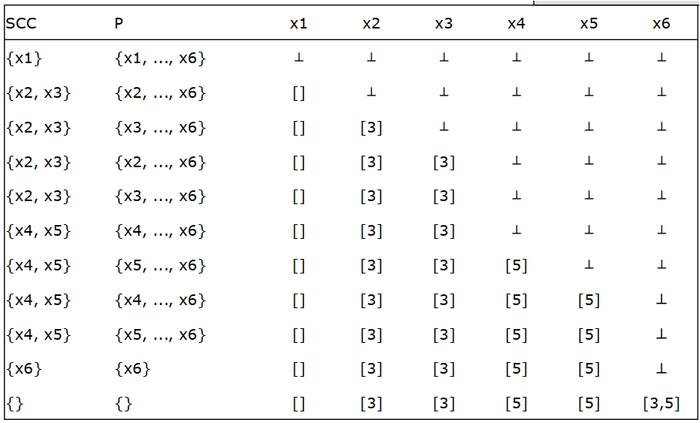 SCC P x1 x2 x3 x4 x5 x6
{x1} {x1, ..., x6} ⊥ ⊥ ⊥ ⊥ ⊥ ⊥
{x2, x3} {x2, ..., x6} [] ⊥ ⊥ ⊥ ⊥ ⊥
{x2, x3} {x3, ..., x6} [] [3] ⊥ ⊥ ⊥ ⊥
{x2, x3} {x2, ..., x6} [] [3] [3] ⊥ ⊥ ⊥
{x2, x3} {x3, ..., x6} [] [3] [3] ⊥ ⊥ ⊥
{x4, x5} {x4, ..., x6} [] [3] [3] ⊥ ⊥ ⊥
{x4, x5} {x5, ..., x6} [] [3] [3] [5] ⊥ ⊥
{x4, x5} {x4, ..., x6} [] [3] [3] [5] [5] ⊥
{x4, x5} {x5, ..., x6} [] [3] [3] [5] [5] ⊥
{x6} {x6} [] [3] [3] [5] [5] ⊥
{} {} [] [3] [3] [5] [5] [3,5]